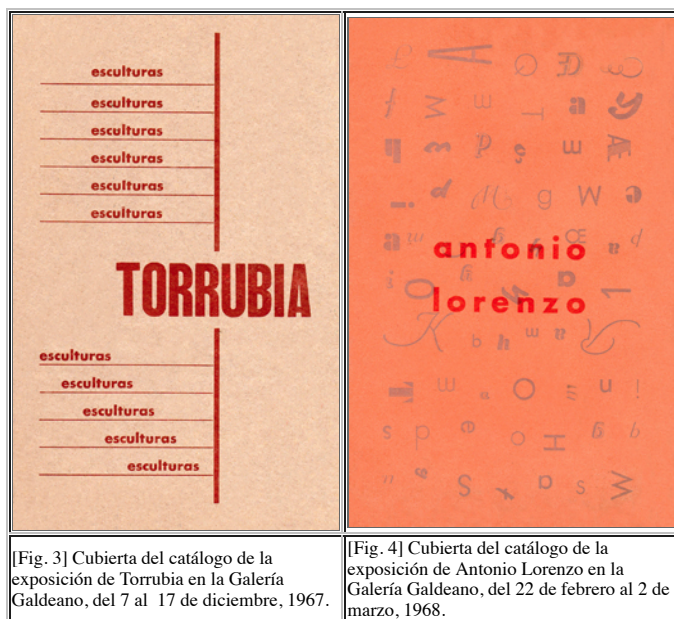 esculturas
esculturas
esculturas
esculturas
esculturas
esculturas
TORRUBIA
esculturas
esculturas
esculturas
esculturas
esculturas
antonio
lorenzo
[Fig. 3] Cubierta del catálogo de la
exposición de Torrubia en la Galería
Galdeano, del 7 al 17 de diciembre, 1967.
[Fig. 4] Cubierta del catálogo de la
exposición de Antonio Lorenzo en la
Galería Galdeano, del 22 de febrero al 2 de
marzo, 1968.